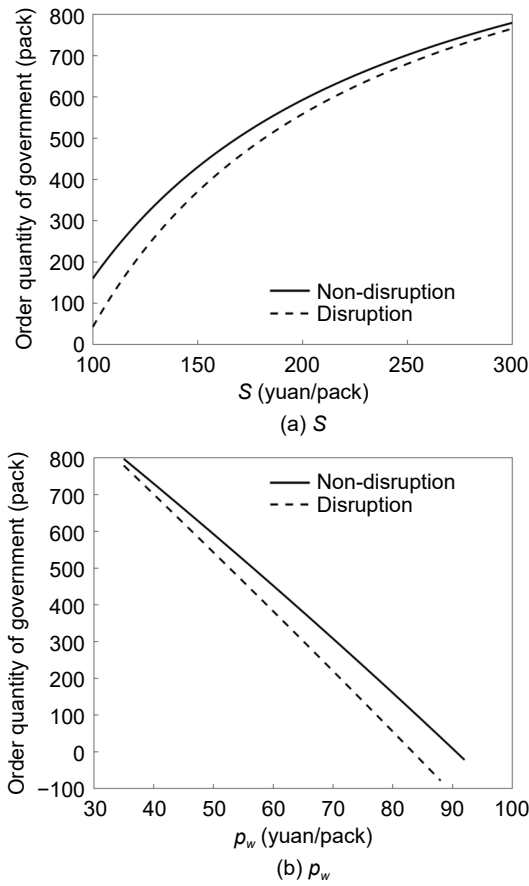 800
700
600
500
400
300
200
100
0
Order quantity of government (pack)
Non-disruption
Disruption
100 150 200 250 300
S (yuan/pack)
(a) S
800
700
600
500
400
300
200
100
0
−100
Order quantity of government (pack)
Non-disruption
Disruption
30 40 50 60 70 80 90 100
p_w (yuan/pack)
(b) p_w